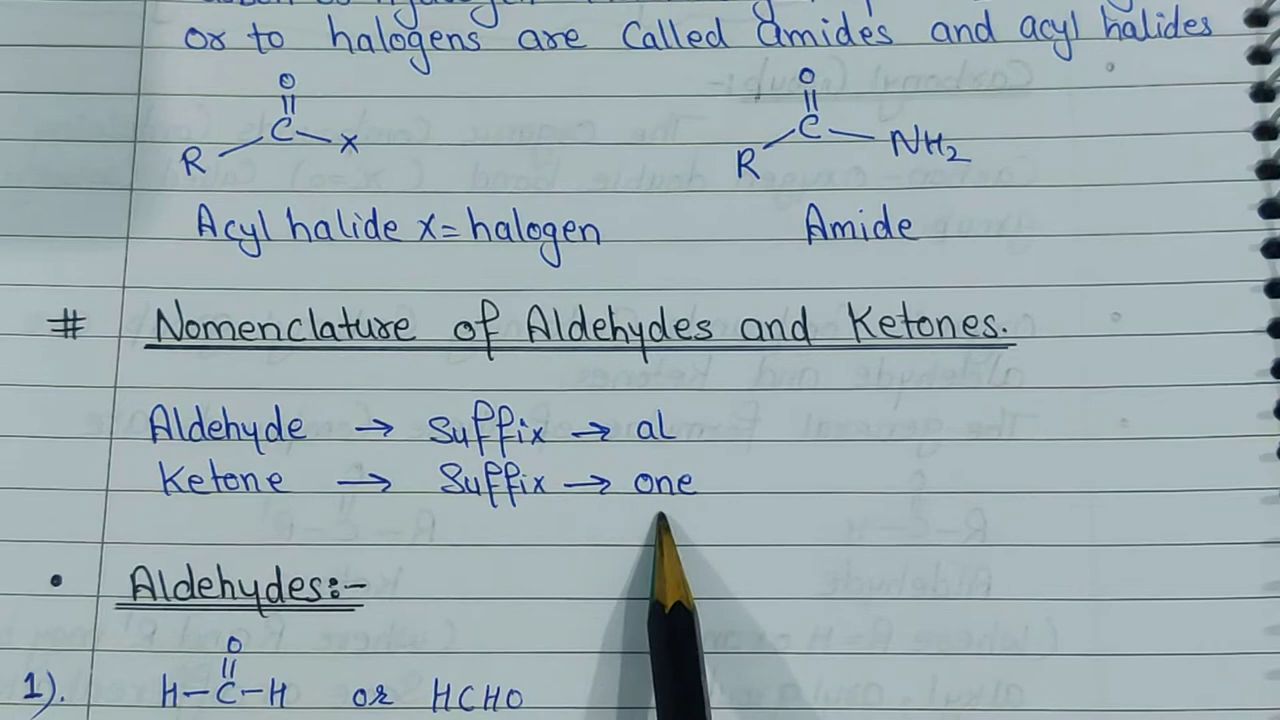 or to halogens are called amides and acyl halides
O O
|| ||
C C
R X R NH2
Acyl halide x = halogen Amide
# Nomenclature of Aldehydes and Ketones.
Aldehyde → Suffix → al
Ketone → Suffix → one
• Aldehydes:-
O
||
1). H-C-H or HCHO